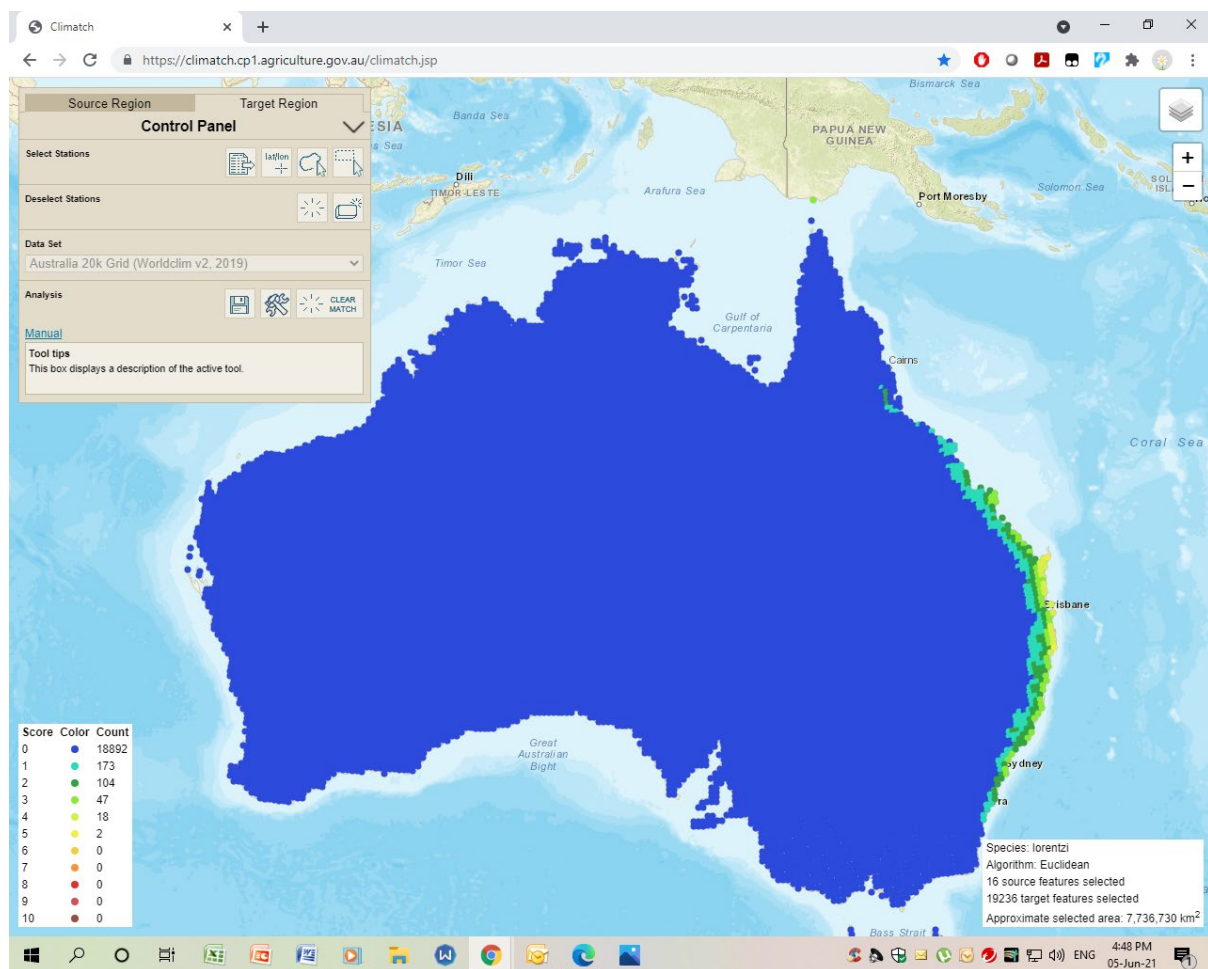 Climatch
https://climatch.cp1.agriculture.gov.au/climatch.jsp
Source Region Target Region
Control Panel
Select Stations
lat/lon
Deselect Stations
Data Set
Australia 20k Grid (Worldclim v2, 2019)
Analysis
CLEAR MATCH
Manual
Tool tips
This box displays a description of the active tool.
Bismarck Sea
Banda Sea
ESIA
PAPUA NEW
GUINEA
Dili
TIMOR-LESTE
Arafura Sea
Port Moresby
Solomon Sea
+
−
Timor Sea
Gulf of
Carpentaria
Cairns
Coral Sea
risbane
Great
Australian
Bight
ydney
ra
Bass Strait
Score Color Count
0 18892
1 173
2 104
3 47
4 18
5 2
6 0
7 0
8 0
9 0
10 0
Species: lorentzi
Algorithm: Euclidean
16 source features selected
19236 target features selected
Approximate selected area: 7,736,730 km²
ENG
4:48 PM
05-Jun-21